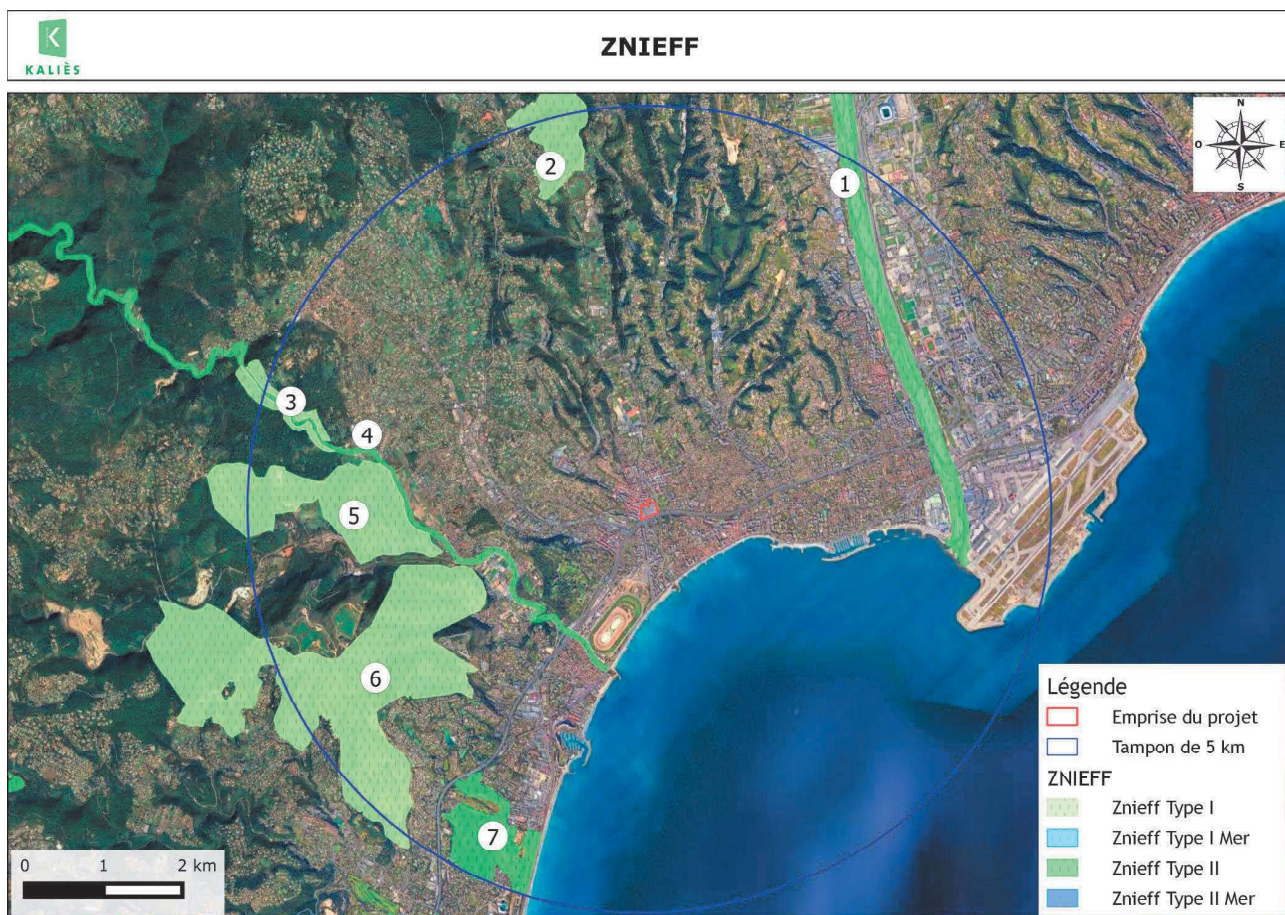 KALIÈS
ZNIEFF
N
O E
S
1
2
3
4
5
6
7
Légende
Emprise du projet
Tampon de 5 km
ZNIEFF
Znieff Type I
Znieff Type I Mer
Znieff Type II
Znieff Type II Mer
0 1 2 km